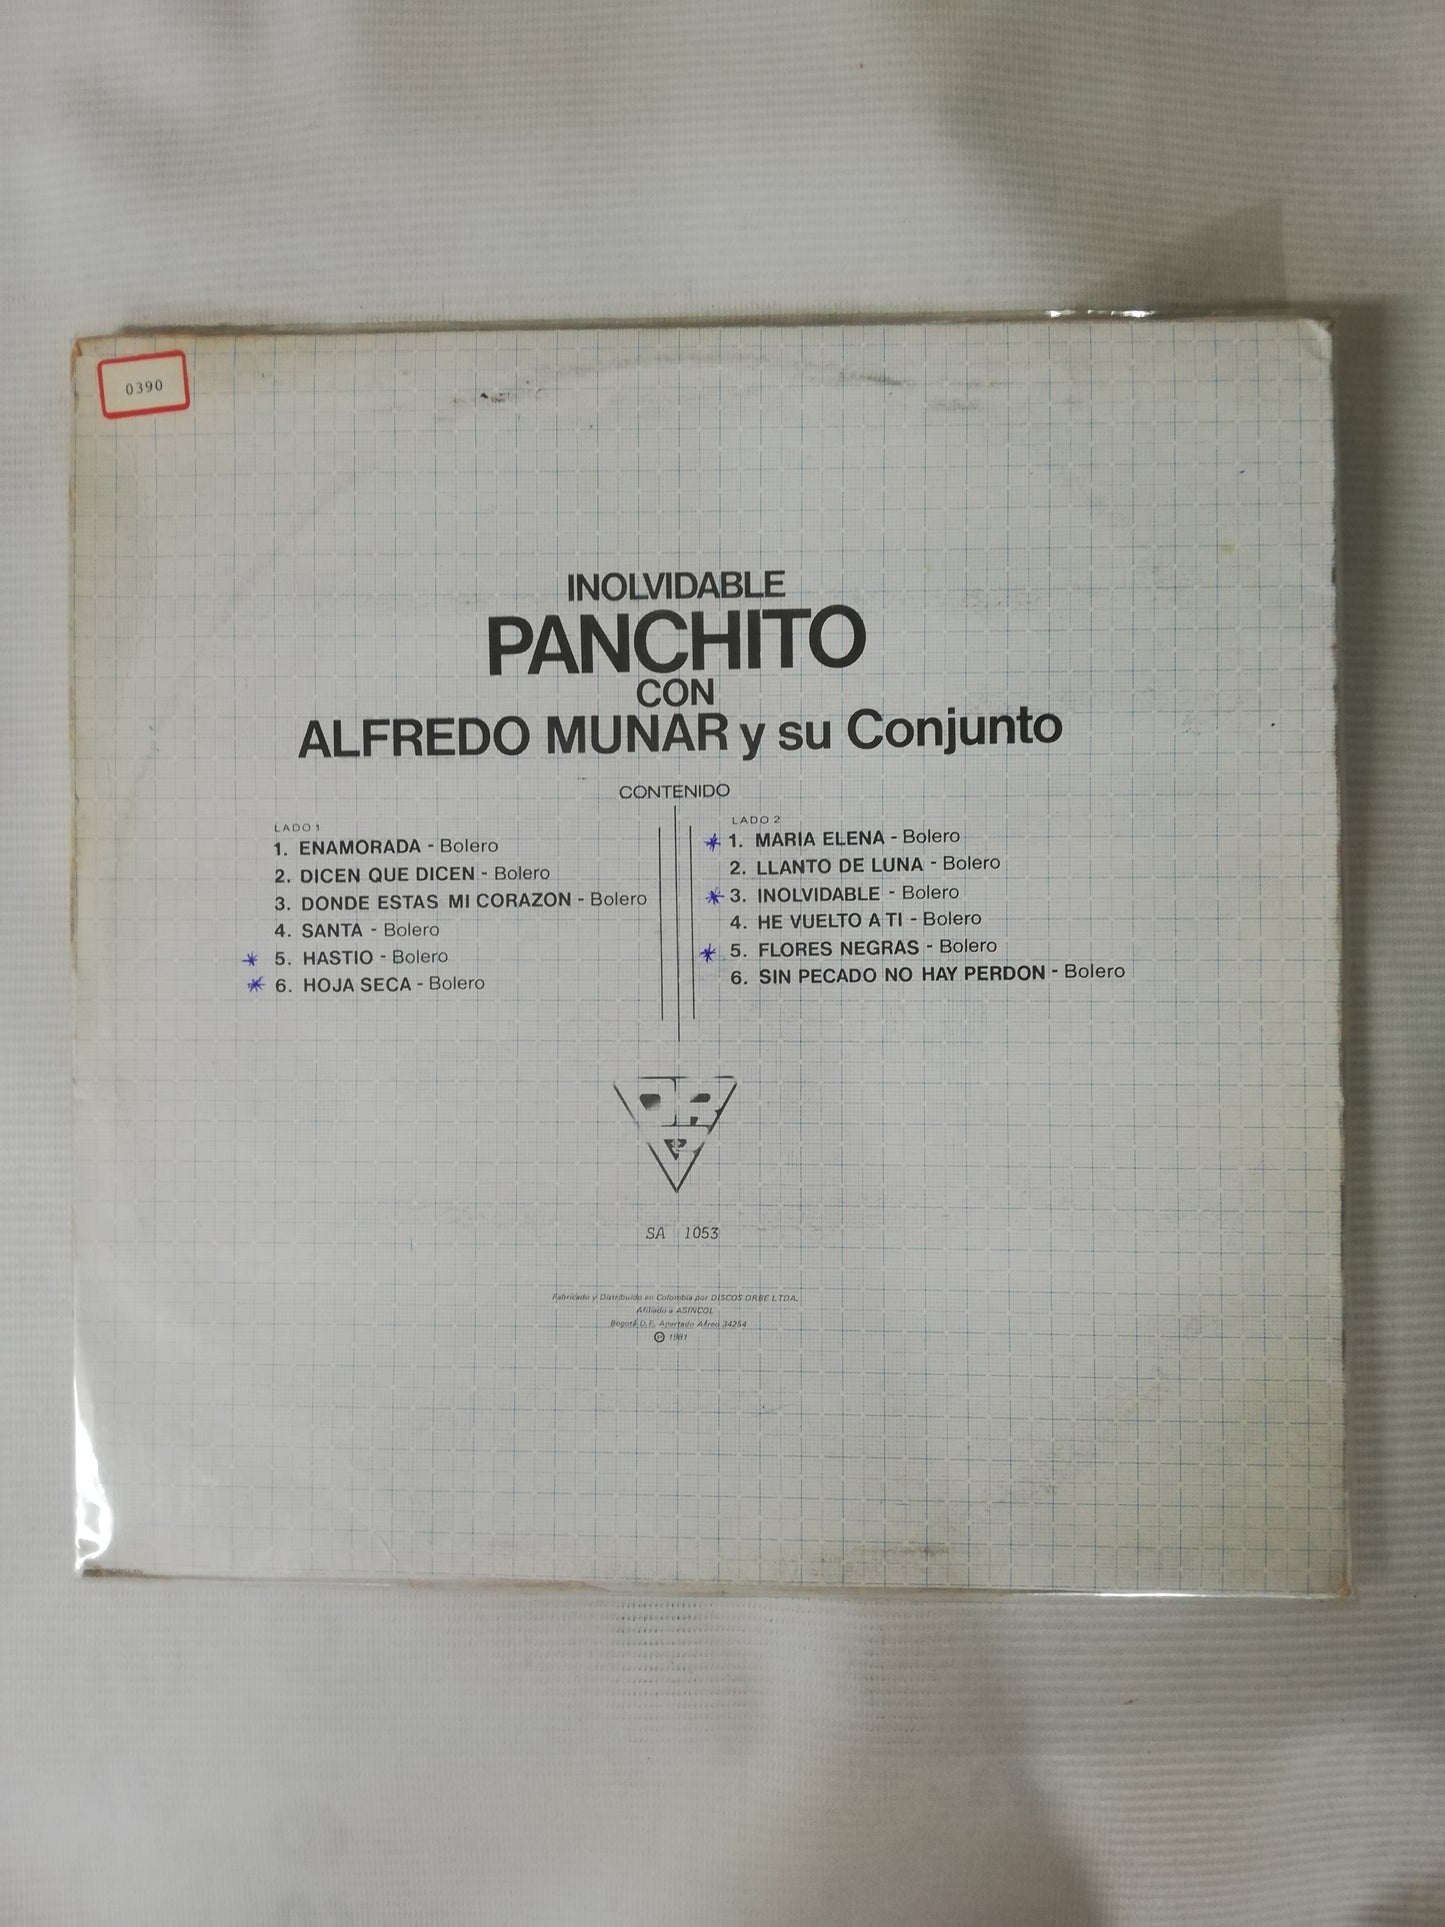 0390
INOLVIDABLE
PANCHITO
CON
ALFREDO MUNAR y su Conjunto
CONTENIDO
LADO 1
1. ENAMORADA - Bolero
2. DICEN QUE DICEN - Bolero
3. DONDE ESTAS MI CORAZON - Bolero
4. SANTA - Bolero
* 5. HASTIO - Bolero
* 6. HOJA SECA - Bolero
LADO 2
* 1. MARIA ELENA - Bolero
2. LLANTO DE LUNA - Bolero
* 3. INOLVIDABLE - Bolero
4. HE VUELTO A TI - Bolero
* 5. FLORES NEGRAS - Bolero
6. SIN PECADO NO HAY PERDON - Bolero
SA 1053
Fabricado y Distribuido en Colombia por DISCOS ORBE LTDA.
Afiliado a ASINCOL
Bogotá D.E. Apartado Aéreo 34254
℗ 1981